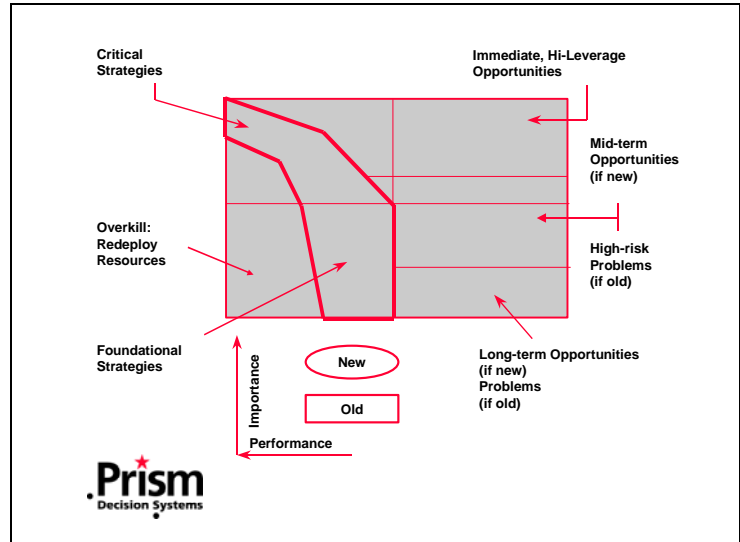 Critical
Strategies
Immediate, Hi-Leverage
Opportunities
Mid-term
Opportunities
(if new)
Overkill:
Redeploy
Resources
High-risk
Problems
(if old)
Foundational
Strategies
Long-term Opportunities
(if new)
Problems
(if old)
New
Old
Importance
Performance
Prism
Decision Systems